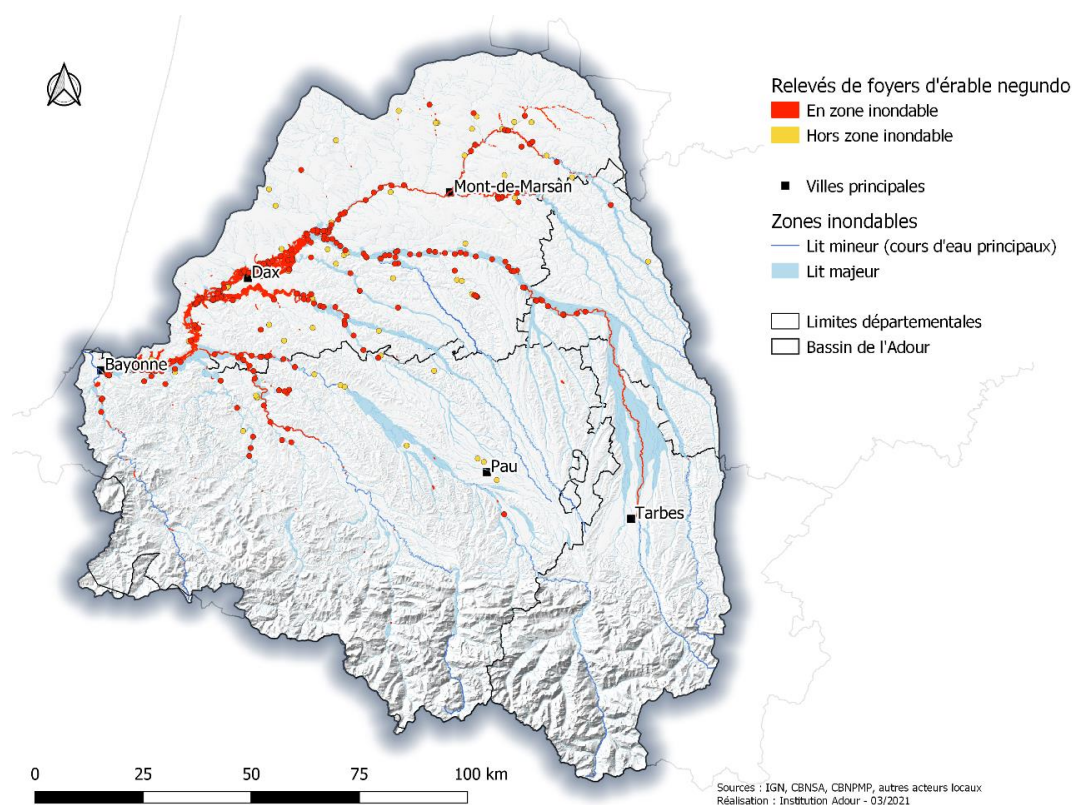 Relevés de foyers d'érable negundo
En zone inondable
Hors zone inondable
Villes principales
Zones inondables
Lit mineur (cours d'eau principaux)
Lit majeur
Limites départementales
Bassin de l'Adour
Mont-de-Marsan
Dax
Bayonne
Pau
Tarbes
0 25 50 75 100 km
Sources : IGN, CBNSA, CBNPMP, autres acteurs locaux
Réalisation : Institution Adour - 03/2021